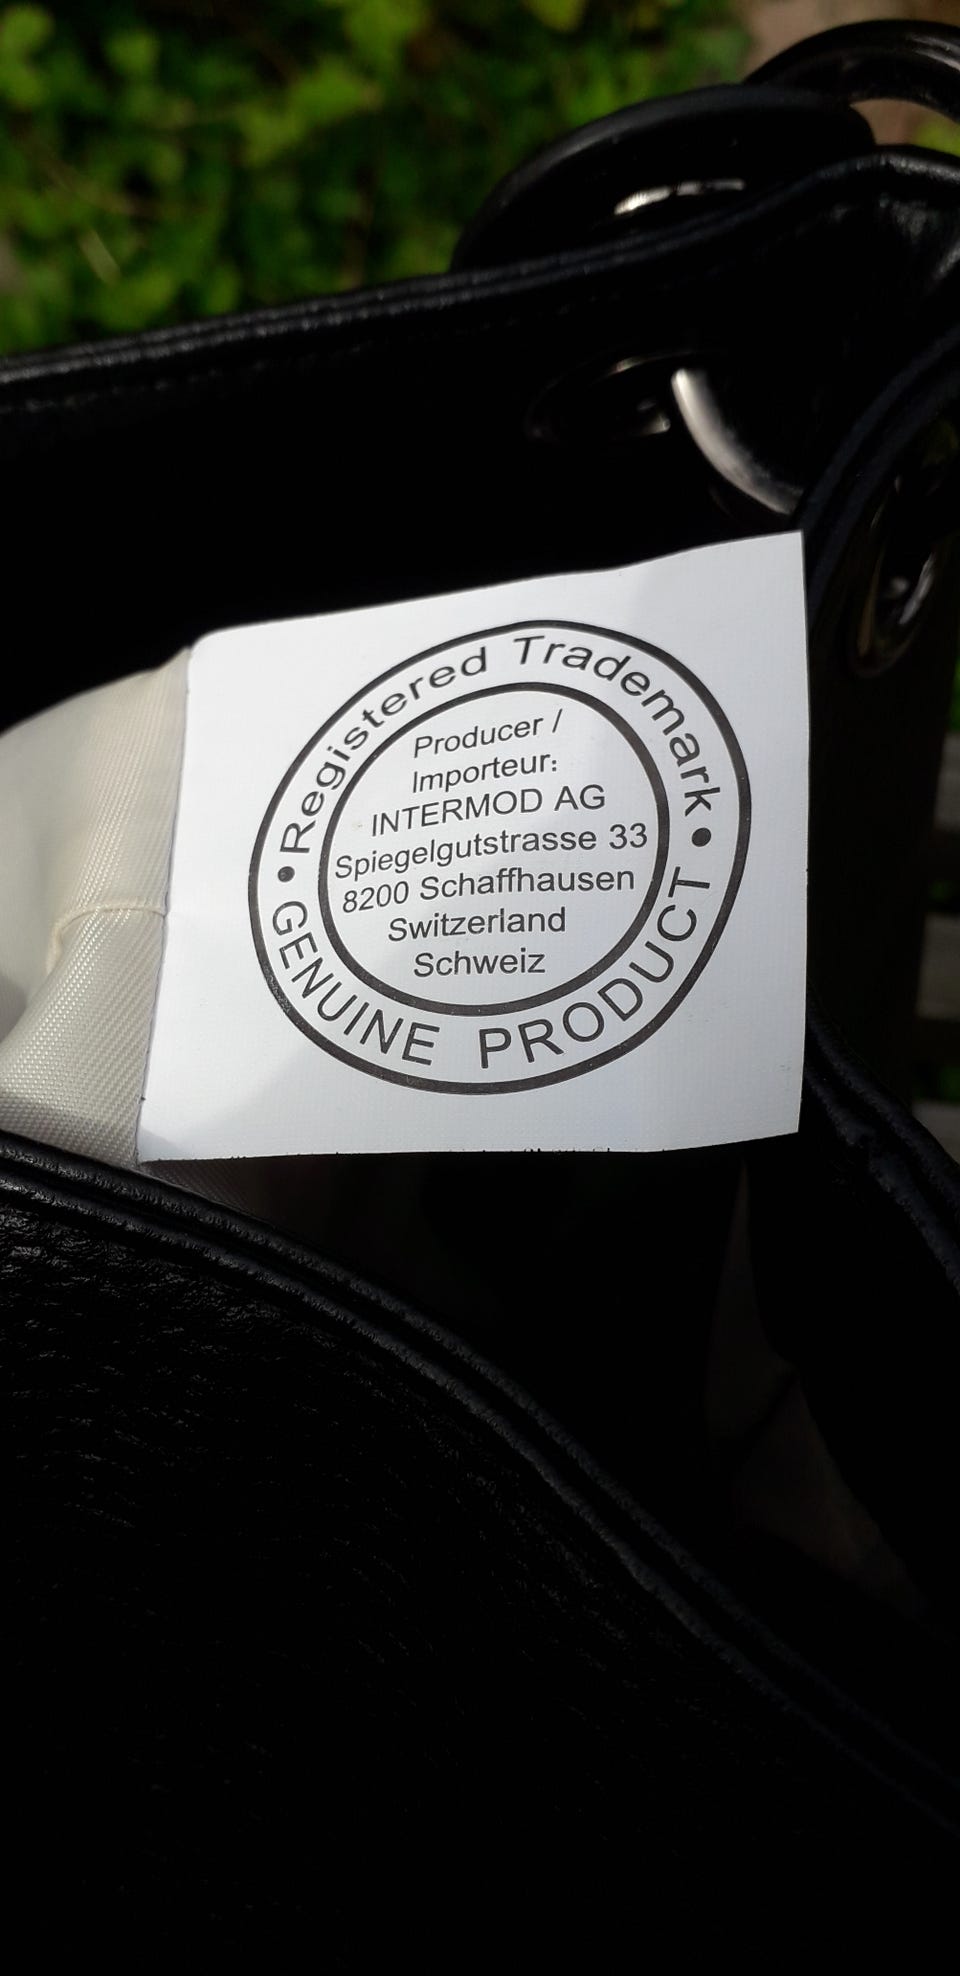 • Registered Trademark •
Producer /
Importeur:
INTERMOD AG
Spiegelgutstrasse 33
8200 Schaffhausen
Switzerland
Schweiz
GENUINE PRODUCT